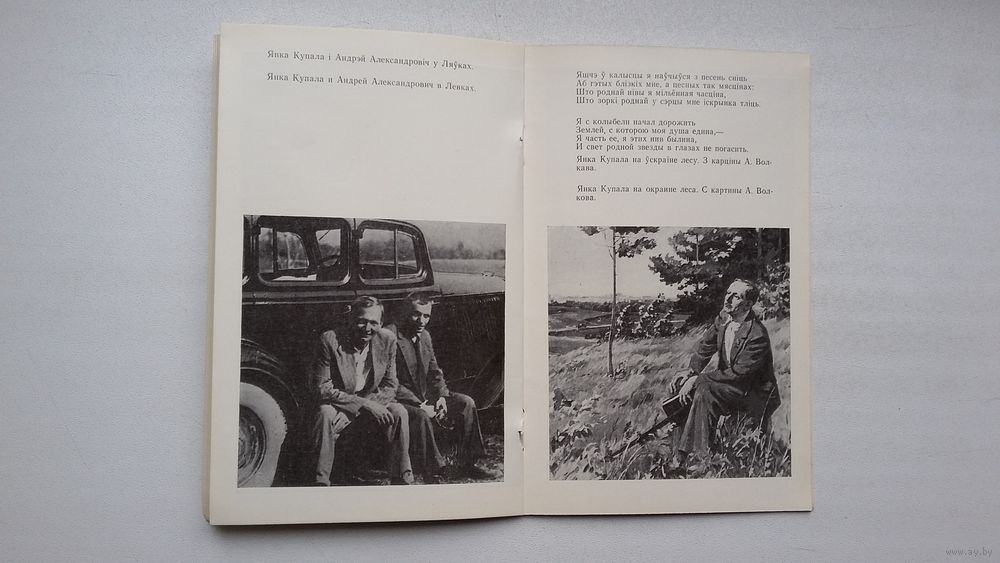 Янка Купала і Андрэй Александровіч у Ляўках.
Янка Купала и Андрей Александрович в Левках.
Яшчэ ў калысцы я наўчыўся з песень сніць
Аб гэтых блізкіх мне, а цесных так мясцінах:
Што роднай нівы я мільённая часціна,
Што зоркі роднай у сэрцы мне іскрынка тліць.
Я с колыбели начал дорожить
Землей, с которою моя душа едина,—
Я часть ее, я этих нив былина,
И свет родной звезды в глазах не погасить.
Янка Купала на ўскраіне лесу. З карціны А. Вол-
кава.
Янка Купала на окраине леса. С картины А. Вол-
кова.
www.ay.by